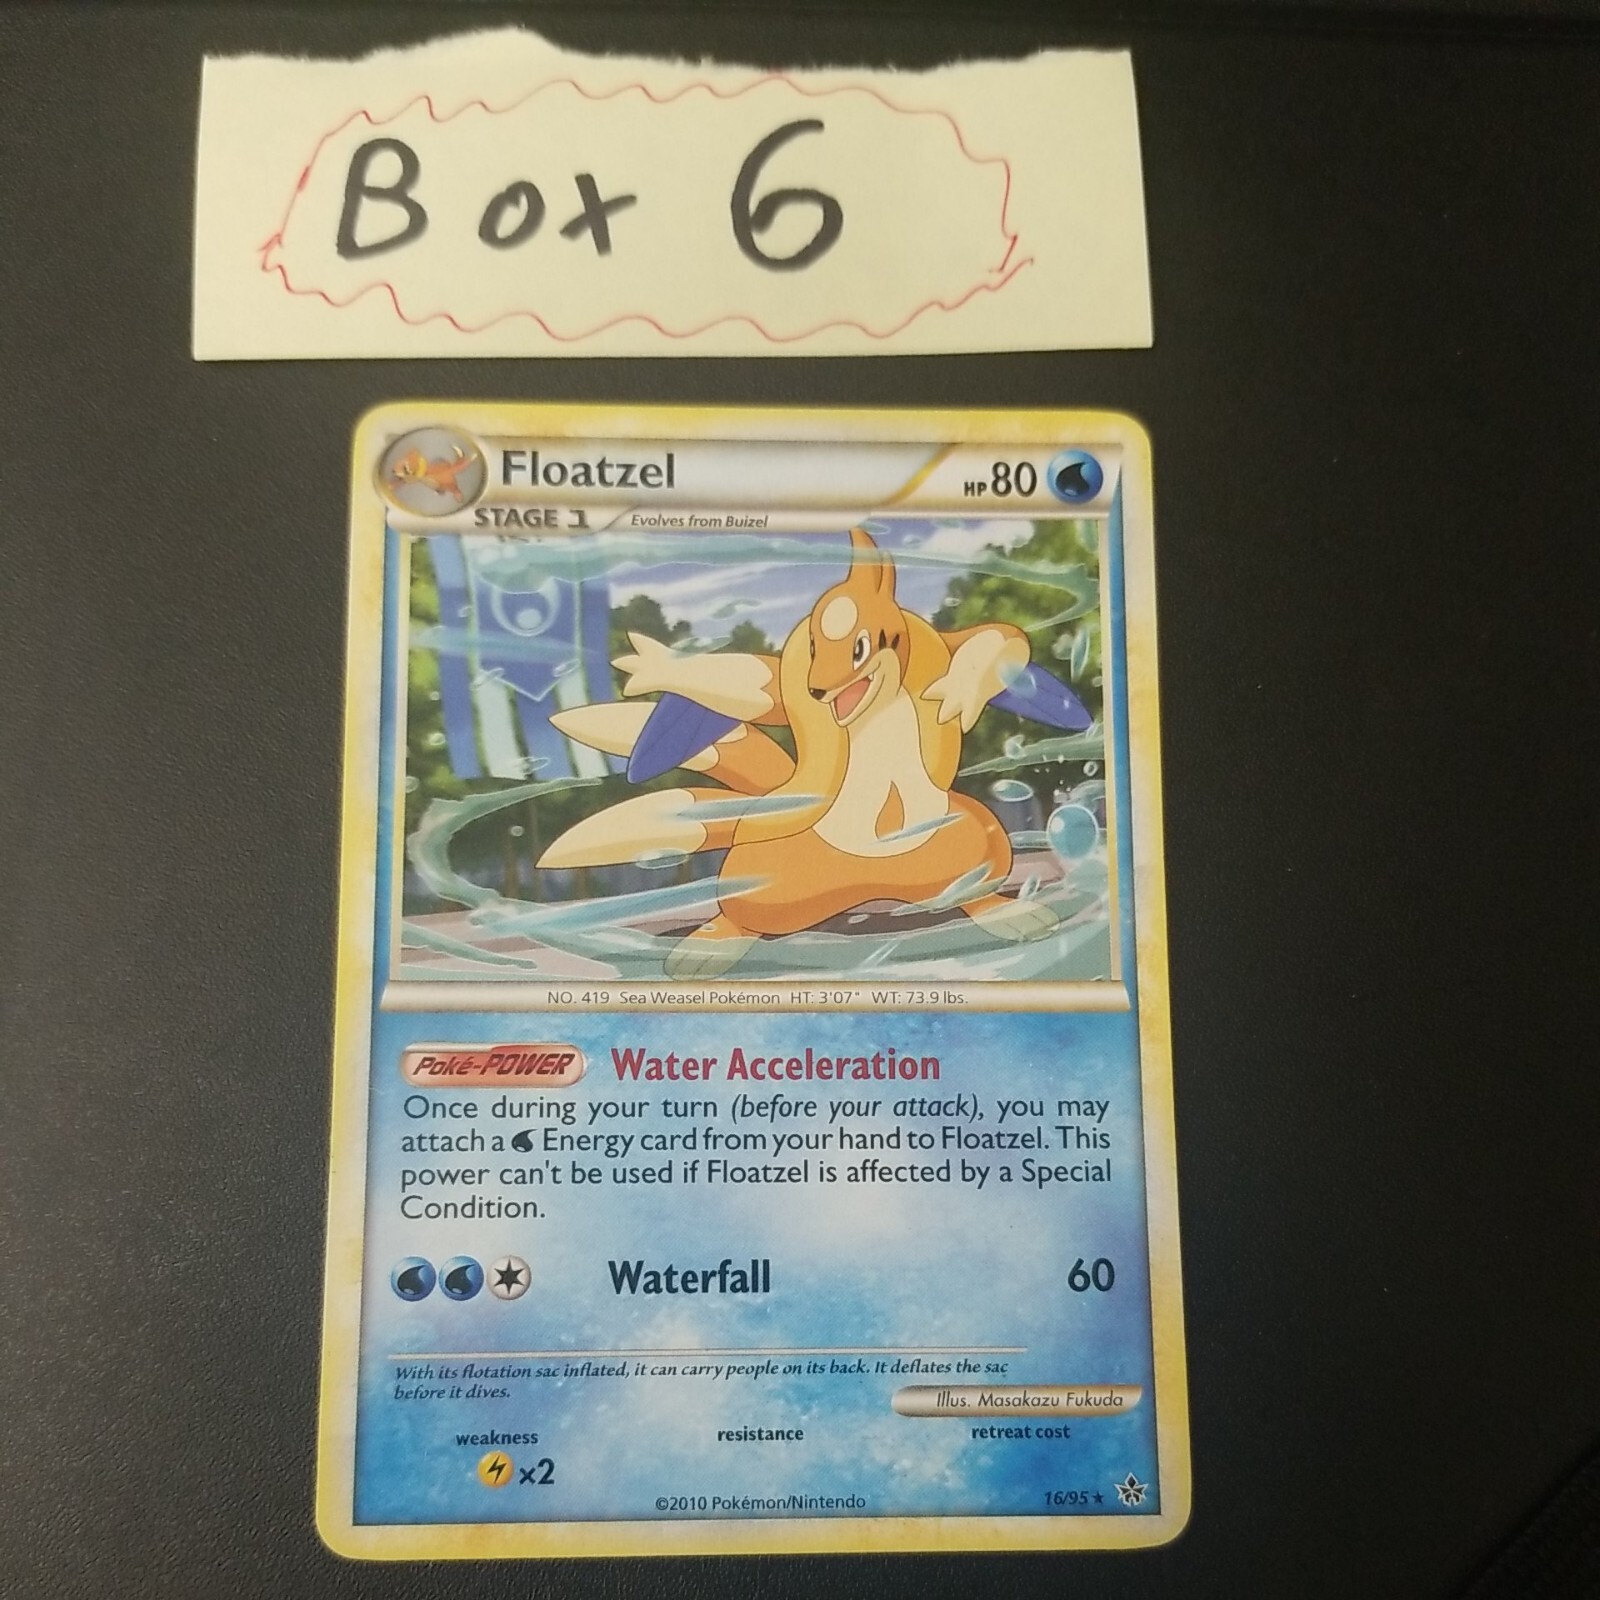 Box 6
Floatzel HP 80
STAGE 1 Evolves from Buizel
NO. 419 Sea Weasel Pokémon HT: 3'07" WT: 73.9 lbs.
Poké-POWER Water Acceleration
Once during your turn (before your attack), you may
attach a Energy card from your hand to Floatzel. This
power can't be used if Floatzel is affected by a Special
Condition.
Waterfall 60
With its flotation sac inflated, it can carry people on its back. It deflates the sac
before it dives.
Illus. Masakazu Fukuda
weakness resistance retreat cost
x2
©2010 Pokémon/Nintendo 16/95 ★